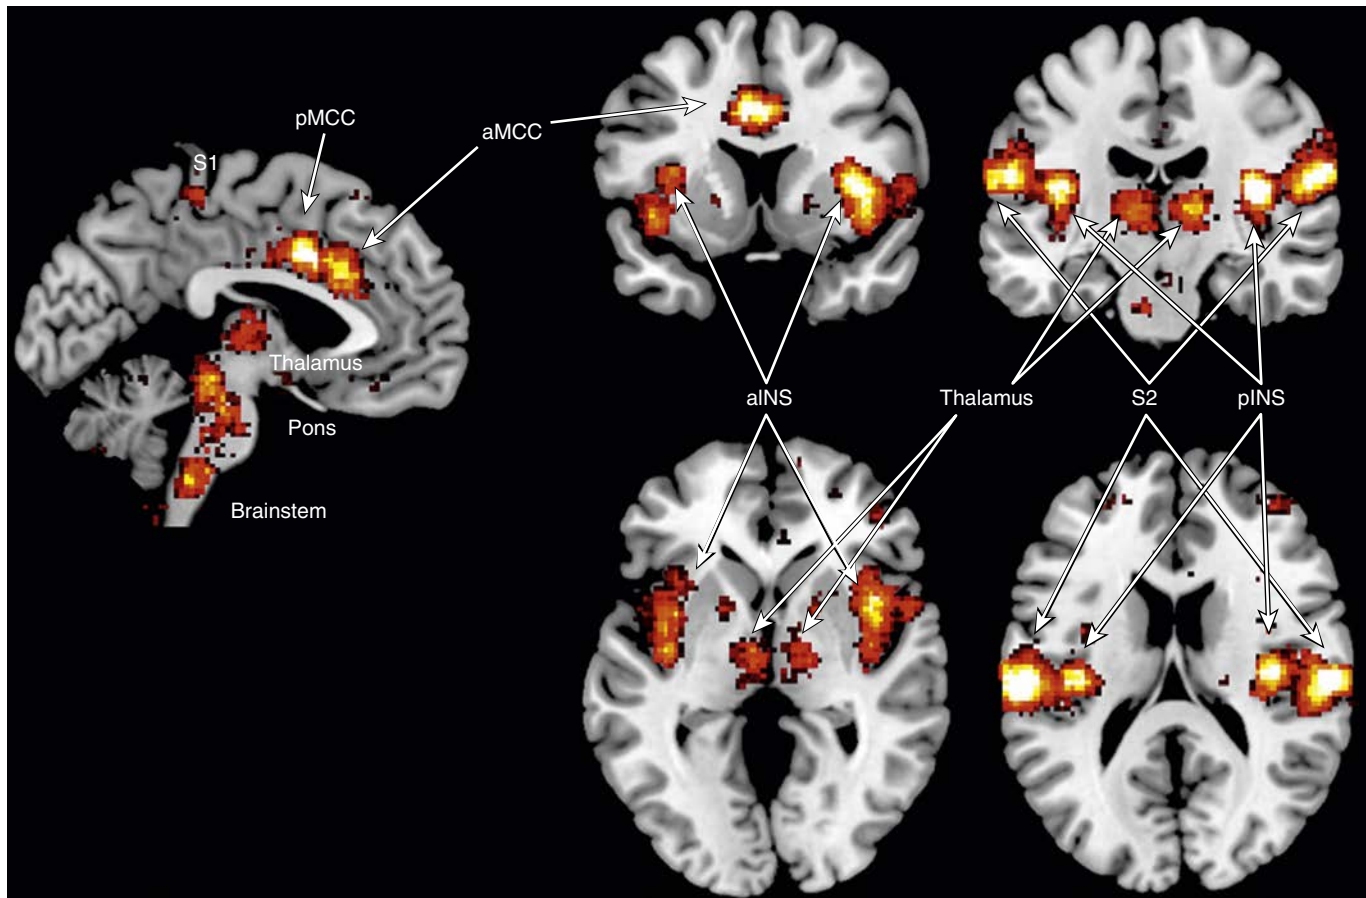 pMCC
aMCC
S1
Thalamus
Pons
Brainstem
aINS
Thalamus
S2
pINS